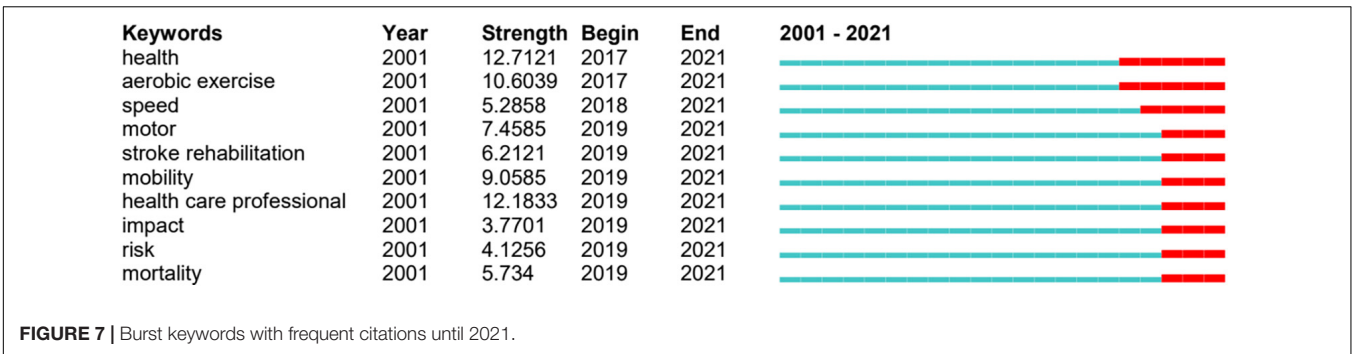 Keywords Year Strength Begin End 2001 - 2021
health 2001 12.7121 2017 2021
aerobic exercise 2001 10.6039 2017 2021
speed 2001 5.2858 2018 2021
motor 2001 7.4585 2019 2021
stroke rehabilitation 2001 6.2121 2019 2021
mobility 2001 9.0585 2019 2021
health care professional 2001 12.1833 2019 2021
impact 2001 3.7701 2019 2021
risk 2001 4.1256 2019 2021
mortality 2001 5.734 2019 2021
FIGURE 7 | Burst keywords with frequent citations until 2021.